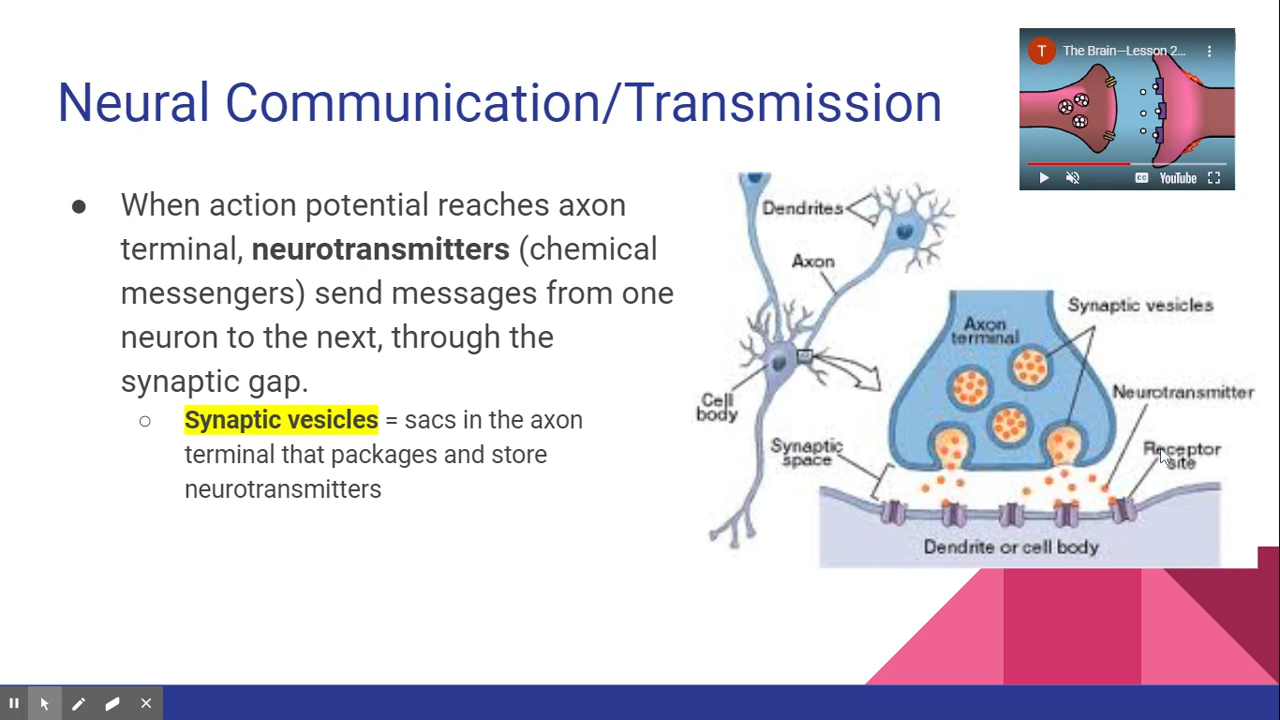 T The Brain—Lesson 2...
CC YouTube
Neural Communication/Transmission
● When action potential reaches axon
terminal, neurotransmitters (chemical
messengers) send messages from one
neuron to the next, through the
synaptic gap.
○ Synaptic vesicles = sacs in the axon
terminal that packages and store
neurotransmitters
Dendrites
Axon
Synaptic vesicles
Axon
terminal
Neurotransmitter
Cell
body
Synaptic
space
Receptor
site
Dendrite or cell body